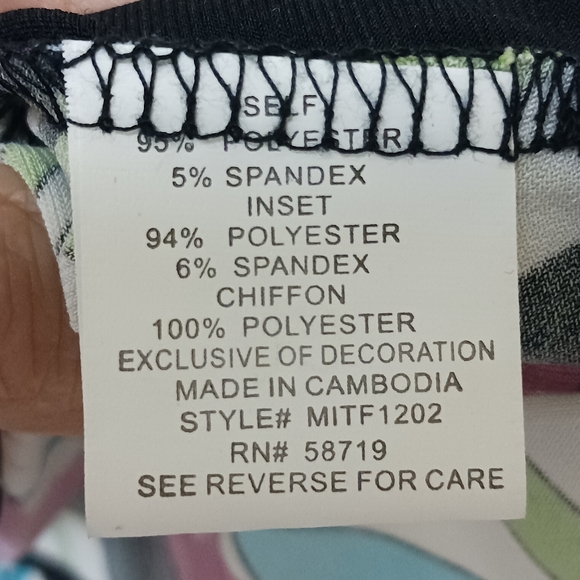 SELF
95% POLYESTER
5% SPANDEX
INSET
94% POLYESTER
6% SPANDEX
CHIFFON
100% POLYESTER
EXCLUSIVE OF DECORATION
MADE IN CAMBODIA
STYLE# MITF1202
RN# 58719
SEE REVERSE FOR CARE